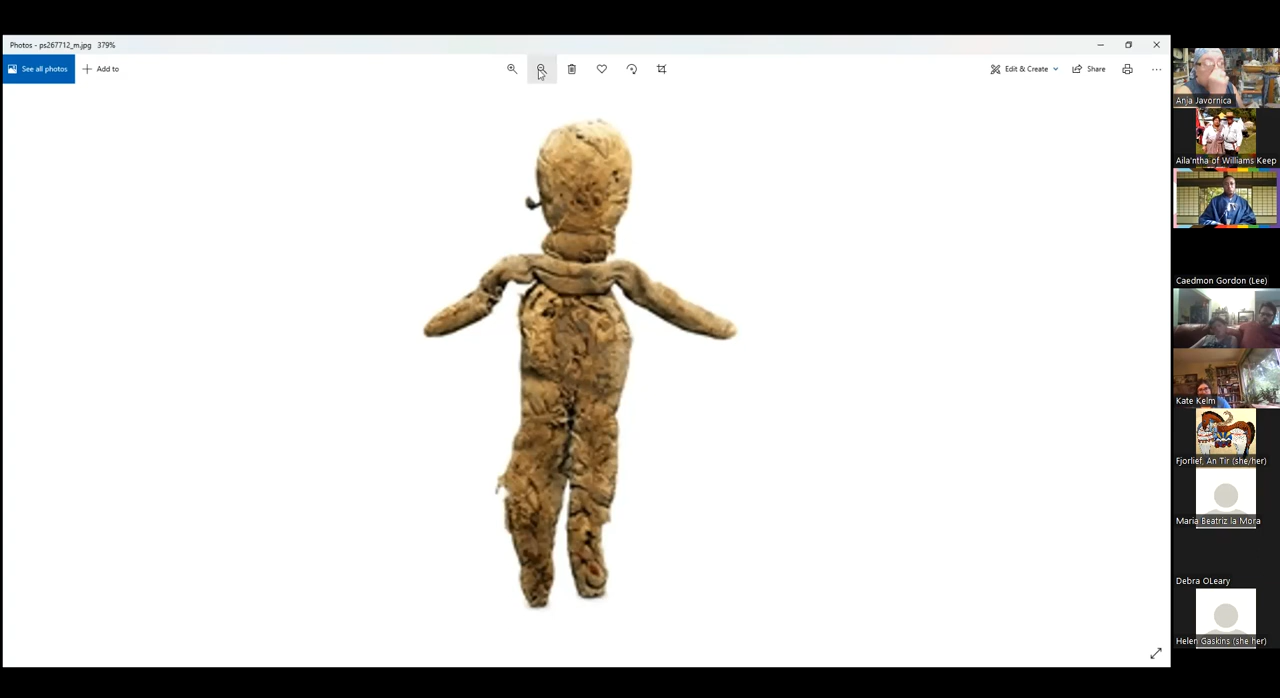 Photos - ps267712_m.jpg 379%
See all photos
Add to
Edit & Create
Share
Anja Javornica
Aila'ntha of Williams Keep
Caedmon Gordon (Lee)
Kate Kelm
Fjorlief, An Tir (she/her)
Maria Beatriz la Mora
Debra OLeary
Helen Gaskins (she her)